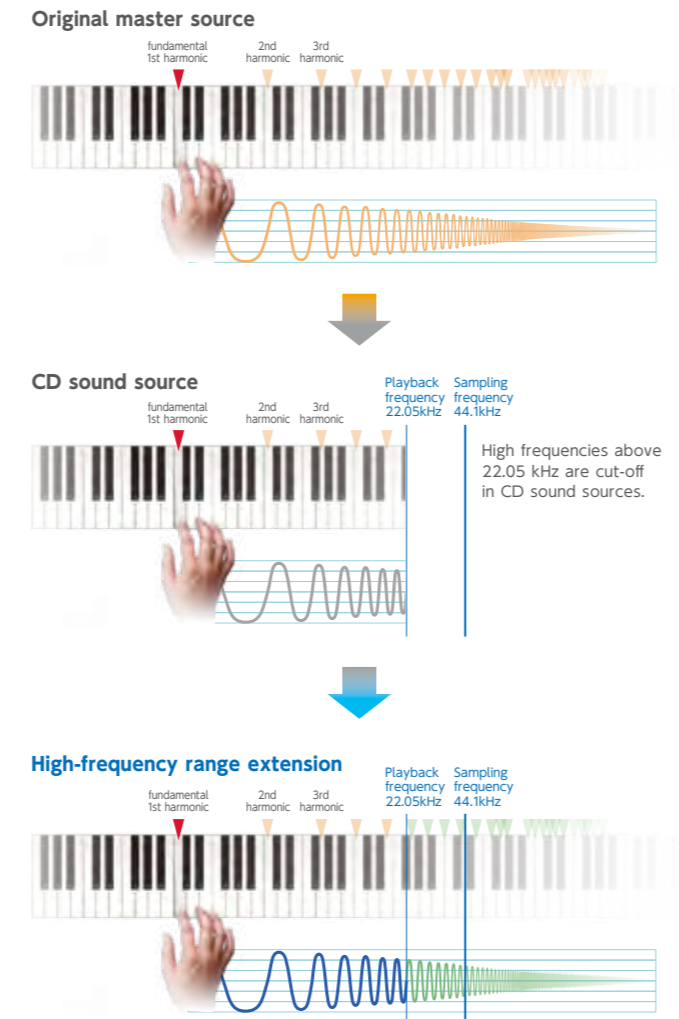 Original master source
fundamental
1st harmonic
2nd
harmonic
3rd
harmonic
CD sound source
Playback
frequency
22.05kHz
Sampling
frequency
44.1kHz
fundamental
1st harmonic
2nd
harmonic
3rd
harmonic
High frequencies above
22.05 kHz are cut-off
in CD sound sources.
High-frequency range extension
Playback
frequency
22.05kHz
Sampling
frequency
44.1kHz
fundamental
1st harmonic
2nd
harmonic
3rd
harmonic